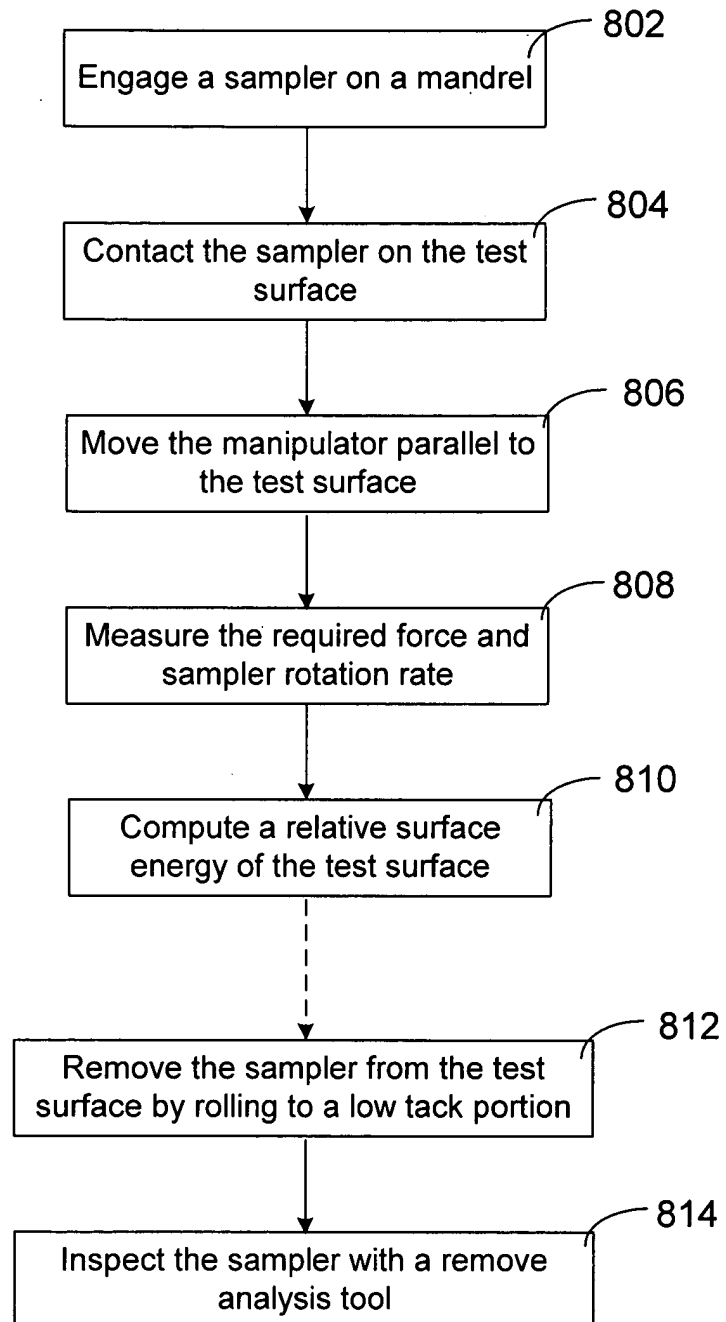 802
Engage a sampler on a mandrel
804
Contact the sampler on the test
surface
806
Move the manipulator parallel to
the test surface
808
Measure the required force and
sampler rotation rate
810
Compute a relative surface
energy of the test surface
812
Remove the sampler from the test
surface by rolling to a low tack portion
814
Inspect the sampler with a remove
analysis tool